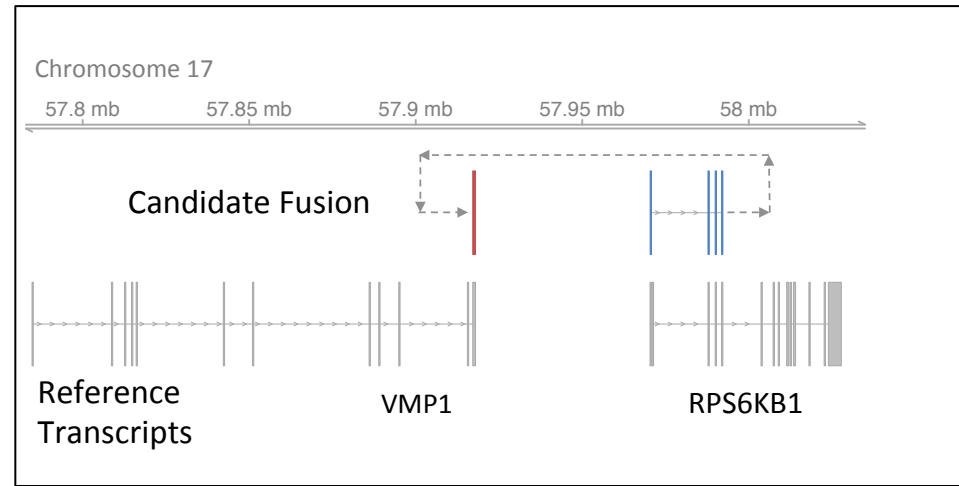 Chromosome 17
57.8 mb 57.85 mb 57.9 mb 57.95 mb 58 mb
Candidate Fusion
Reference
Transcripts
VMP1
RPS6KB1